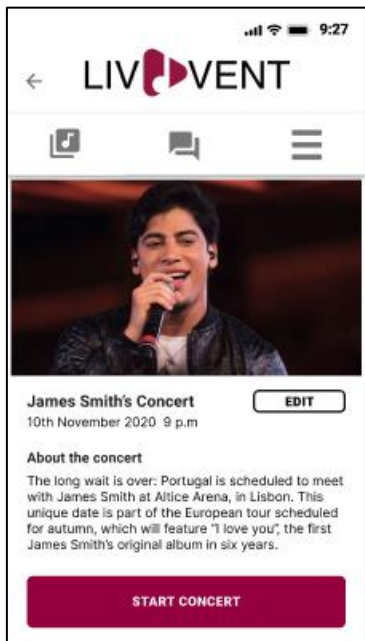 9:27
LIVVENT
James Smith's Concert
EDIT
10th November 2020 9 p.m
About the concert
The long wait is over: Portugal is scheduled to meet
with James Smith at Altice Arena, in Lisbon. This
unique date is part of the European tour scheduled
for autumn, which will feature "I love you", the first
James Smith's original album in six years.
START CONCERT